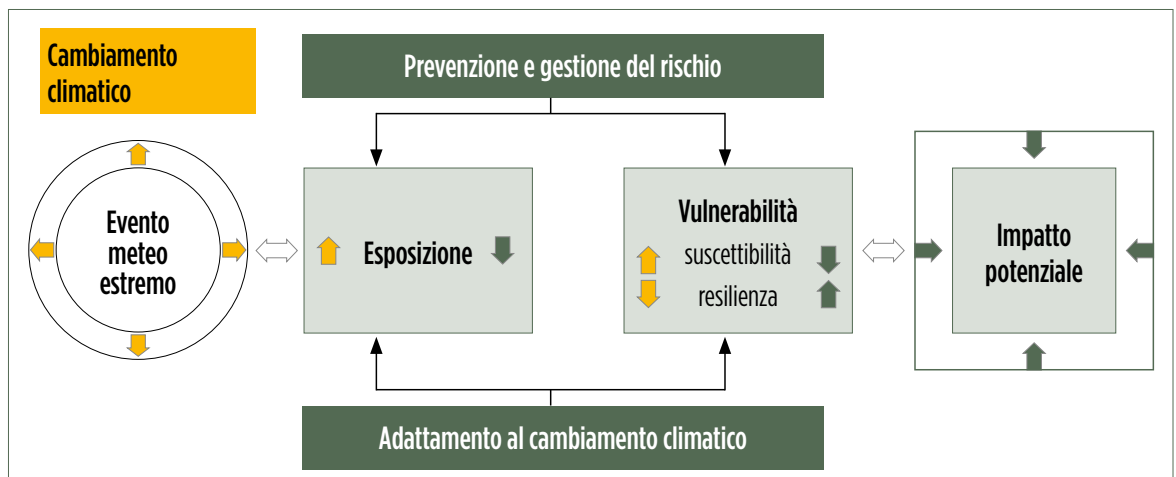 Cambiamento
climatico
Prevenzione e gestione del rischio
Evento
meteo
estremo
Esposizione
Vulnerabilità
suscettibilità
resilienza
Impatto
potenziale
Adattamento al cambiamento climatico